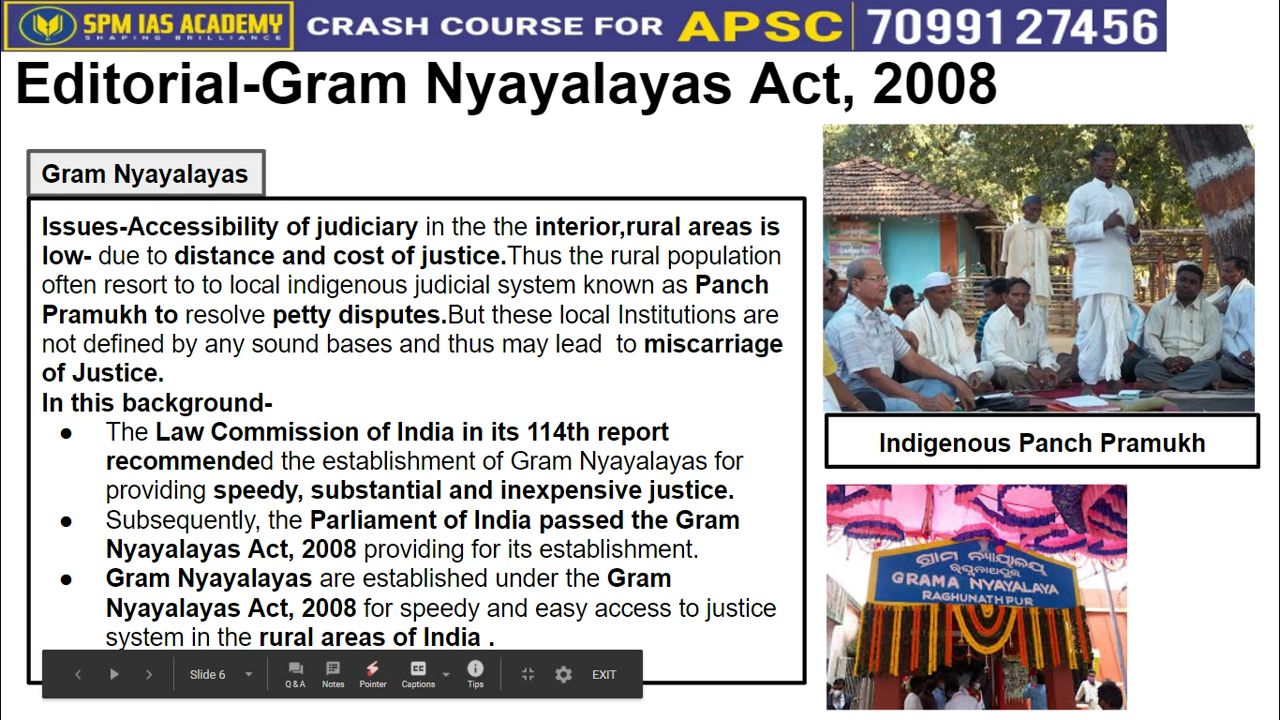 SPM IAS ACADEMY
SHAPING BRILLIANCE
CRASH COURSE FOR APSC 7099127456
Editorial-Gram Nyayalayas Act, 2008
Gram Nyayalayas
Issues-Accessibility of judiciary in the the interior,rural areas is
low- due to distance and cost of justice.Thus the rural population
often resort to to local indigenous judicial system known as Panch
Pramukh to resolve petty disputes.But these local Institutions are
not defined by any sound bases and thus may lead to miscarriage
of Justice.
In this background-
● The Law Commission of India in its 114th report
recommended the establishment of Gram Nyayalayas for
providing speedy, substantial and inexpensive justice.
● Subsequently, the Parliament of India passed the Gram
Nyayalayas Act, 2008 providing for its establishment.
● Gram Nyayalayas are established under the Gram
Nyayalayas Act, 2008 for speedy and easy access to justice
system in the rural areas of India .
Indigenous Panch Pramukh
ଗ୍ରାମ ନ୍ୟାୟାଳୟ
ରଘୁନାଥପୁର
GRAMA NYAYALAYA
RAGHUNATHPUR
Slide 6
Q & A
Notes
Pointer
CC
Captions
Tips
EXIT